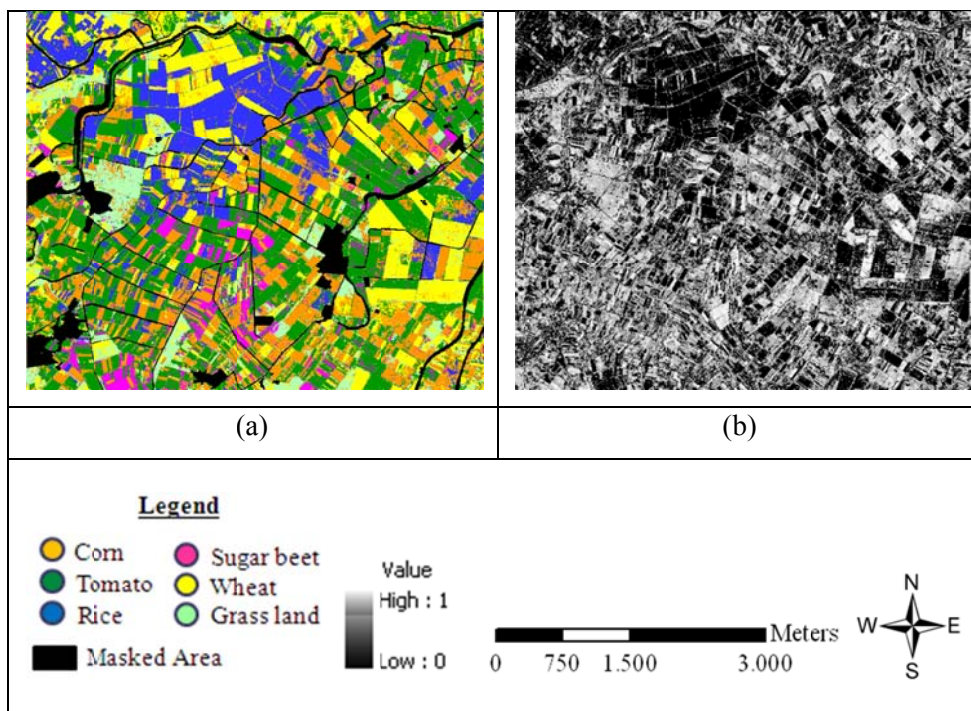 (a)
(b)
Legend
Corn
Sugar beet
Tomato
Wheat
Rice
Grass land
Masked Area
Value
High : 1
Low : 0
Meters
0 750 1.500 3.000
N
W E
S